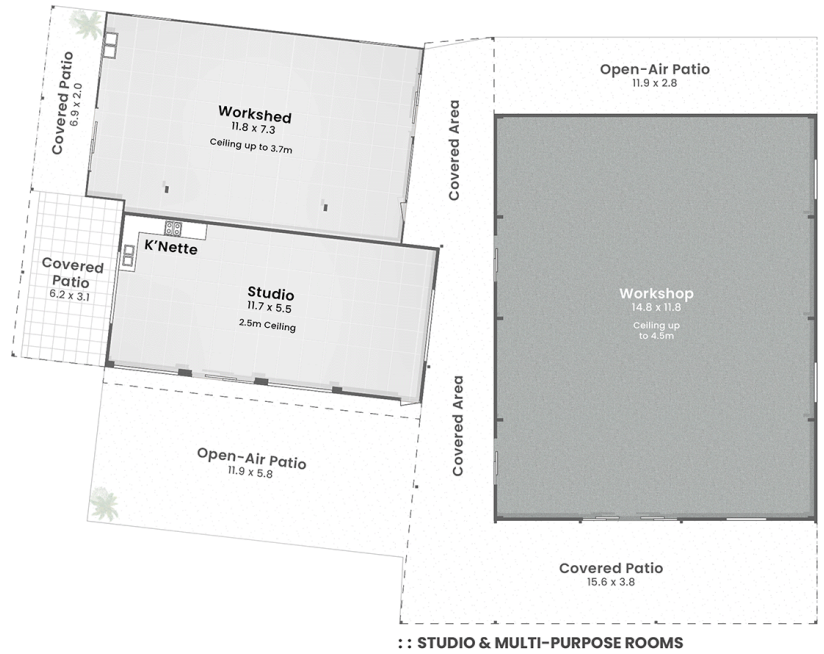 Covered Patio
6.9 x 2.0
Workshed
11.8 x 7.3
Ceiling up to 3.7m
Covered Area
Open-Air Patio
11.9 x 2.8
K'Nette
Covered
Patio
6.2 x 3.1
Studio
11.7 x 5.5
2.5m Ceiling
Workshop
14.8 x 11.8
Ceiling up
to 4.5m
Covered Area
Open-Air Patio
11.9 x 5.8
Covered Patio
15.6 x 3.8
:: STUDIO & MULTI-PURPOSE ROOMS